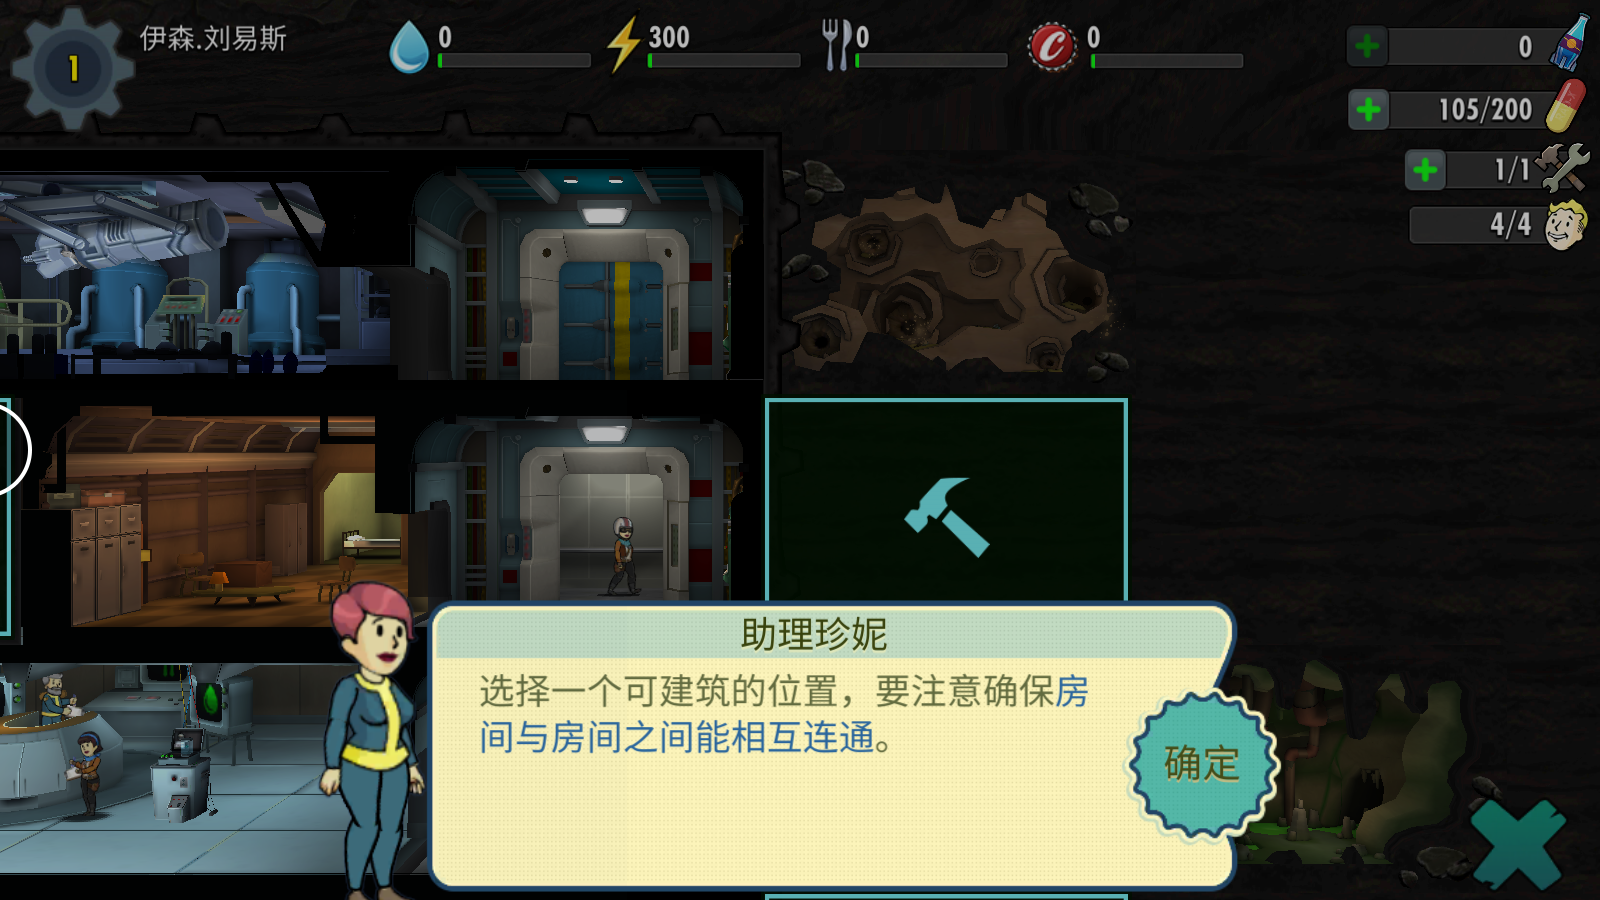 1
伊森.刘易斯
0
300
0
0
0
105/200
1/1
4/4
助理珍妮
选择一个可建筑的位置，要注意确保房
间与房间之间能相互连通。
确定